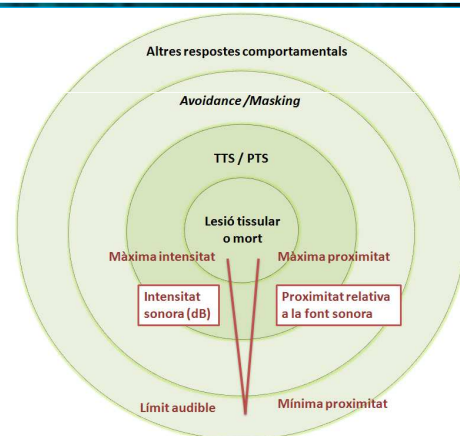 Altres respostes comportamentals
Avoidance /Masking
TTS / PTS
Lesió tissular
o mort
Màxima intensitat
Màxima proximitat
Intensitat
sonora (dB)
Proximitat relativa
a la font sonora
Límit audible
Mínima proximitat